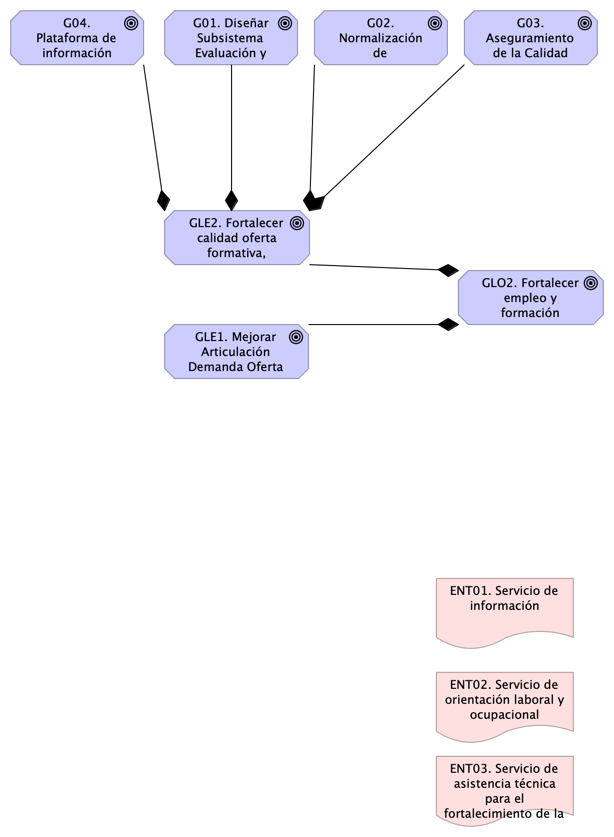 G04.
Plataforma de
información
G01. Diseñar
Subsistema
Evaluación y
G02.
Normalización
de
G03.
Aseguramiento
de la Calidad
GLE2. Fortalecer
calidad oferta
formativa,
GLO2. Fortalecer
empleo y
formación
GLE1. Mejorar
Articulación
Demanda Oferta
ENT01. Servicio de
información
ENT02. Servicio de
orientación laboral y
ocupacional
ENT03. Servicio de
asistencia técnica
para el
fortalecimiento de la